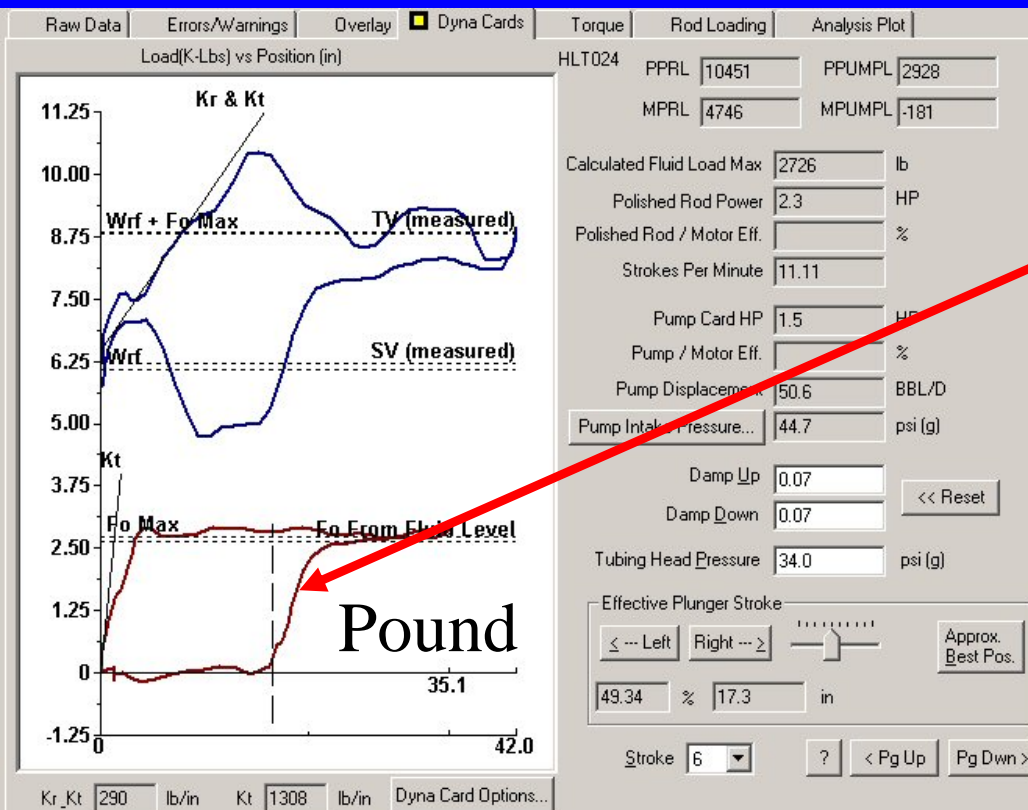 Raw Data Errors/Warnings Overlay Dyna Cards Torque Rod Loading Analysis Plot
Load(K-Lbs) vs Position (in)
HLT024
PPRL 10451 PPUMPL 2928
MPRL 4746 MPUMPL -181
Kr & Kt
11.25
10.00
Wrf + Fo Max TV (measured)
8.75
7.50
Wrf SV (measured)
6.25
5.00
Kt
3.75
Fo Max Fo From Fluid Level
2.50
1.25
Pound
0
35.1
-1.25
0 42.0
Calculated Fluid Load Max 2726 lb
Polished Rod Power 2.3 HP
Polished Rod / Motor Eff. %
Strokes Per Minute 11.11
Pump Card HP 1.5 HP
Pump / Motor Eff. %
Pump Displacement 50.6 BBL/D
Pump Intake Pressure... 44.7 psi (g)
Damp Up 0.07
<< Reset
Damp Down 0.07
Tubing Head Pressure 34.0 psi (g)
Effective Plunger Stroke
< --- Left Right --- >
Approx.
Best Pos.
49.34 % 17.3 in
Stroke 6 ? < Pg Up Pg Dwn >
Kr_Kt 290 lb/in Kt 1308 lb/in Dyna Card Options...